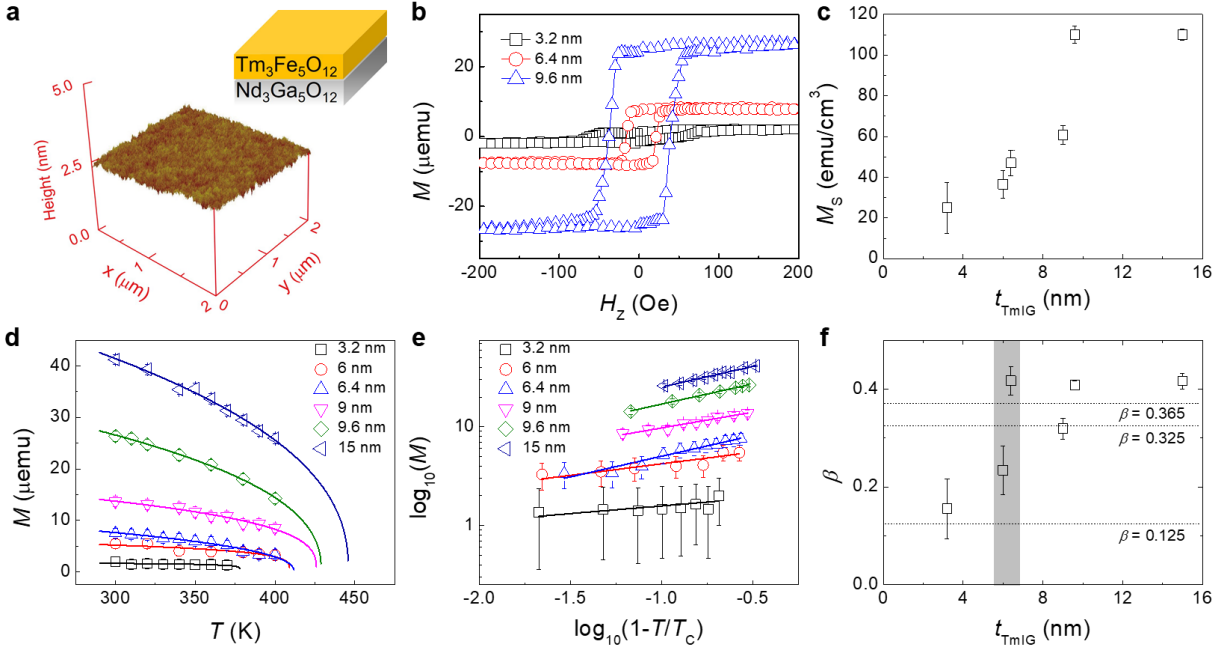 a
Tm3Fe5O12
Nd3Ga5O12
5.0
2.5
0.0
Height (nm)
x (μm)
1
2
y (μm)
0
1
2
b
3.2 nm
6.4 nm
9.6 nm
20
0
-20
M (μemu)
-200 -100 0 100 200
HZ (Oe)
c
120
100
80
60
40
20
0
MS (emu/cm³)
0 4 8 12 16
tTmIG (nm)
d
3.2 nm
6 nm
6.4 nm
9 nm
9.6 nm
15 nm
40
30
20
10
0
M (μemu)
300 350 400 450
T (K)
e
3.2 nm
6 nm
6.4 nm
9 nm
9.6 nm
15 nm
10
1
log10(M)
-2.0 -1.5 -1.0 -0.5
log10(1-T/TC)
f
0.4
0.2
0.0
β
β = 0.365
β = 0.325
β = 0.125
0 4 8 12 16
tTmIG (nm)